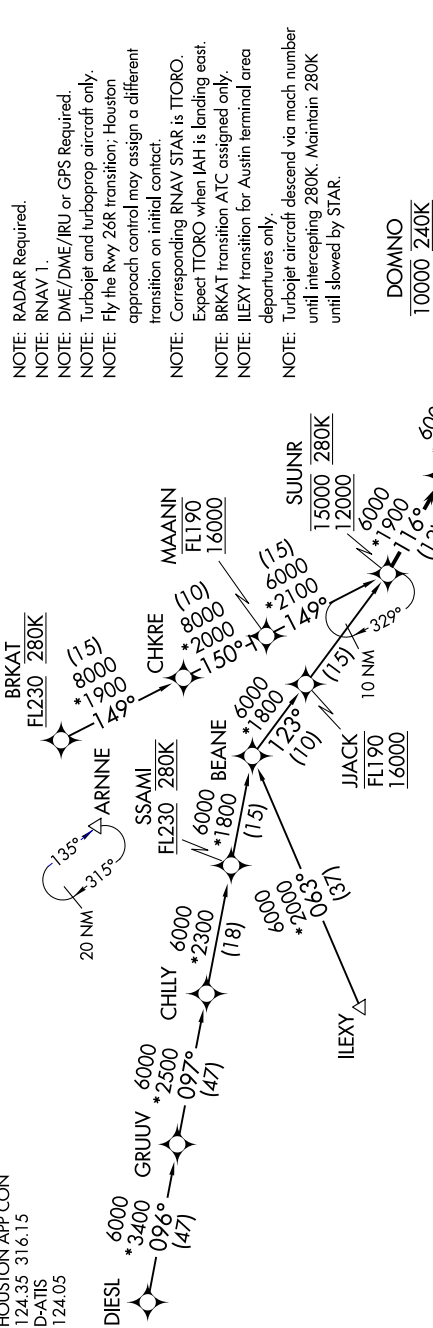 HOUSTON APP CON
124.35 316.15
D-ATIS
124.05
NOTE: RADAR Required.
NOTE: RNAV 1.
NOTE: DME/DME/IRU or GPS Required.
NOTE: Turbojet and turboprop aircraft only.
NOTE: Fly the Rwy 26R transition; Houston
approach control may assign a different
transition on initial contact.
NOTE: Corresponding RNAV STAR is TTORO.
Expect TTORO when IAH is landing east.
NOTE: BRKAT transition ATC assigned only.
NOTE: ILEXY transition for Austin terminal area
departures only.
NOTE: Turbojet aircraft descend via mach number
until intercepting 280K. Maintain 280K
until slowed by STAR.
DIESL
6000
*3400
096°
(47)
GRUUV
6000
*2500
097°
(47)
CHLLY
6000
*2300
(18)
SSAMI
FL230 280K
6000
*1800
(15)
BEANE
6000
*1800
123°
(10)
JJACK
FL190
16000
(15)
ILEXY
6000
*2000
063°
(37)
20 NM
135°
315°
ARNNE
BRKAT
FL230 280K
(15)
8000
*1900
149°
CHKRE
(10)
8000
*2000
150°
MAANN
FL190
16000
(15)
6000
*2100
149°
10 NM
329°
SUUNR
15000 280K
12000
6000
*1900
116°
DOMNO
10000 240K